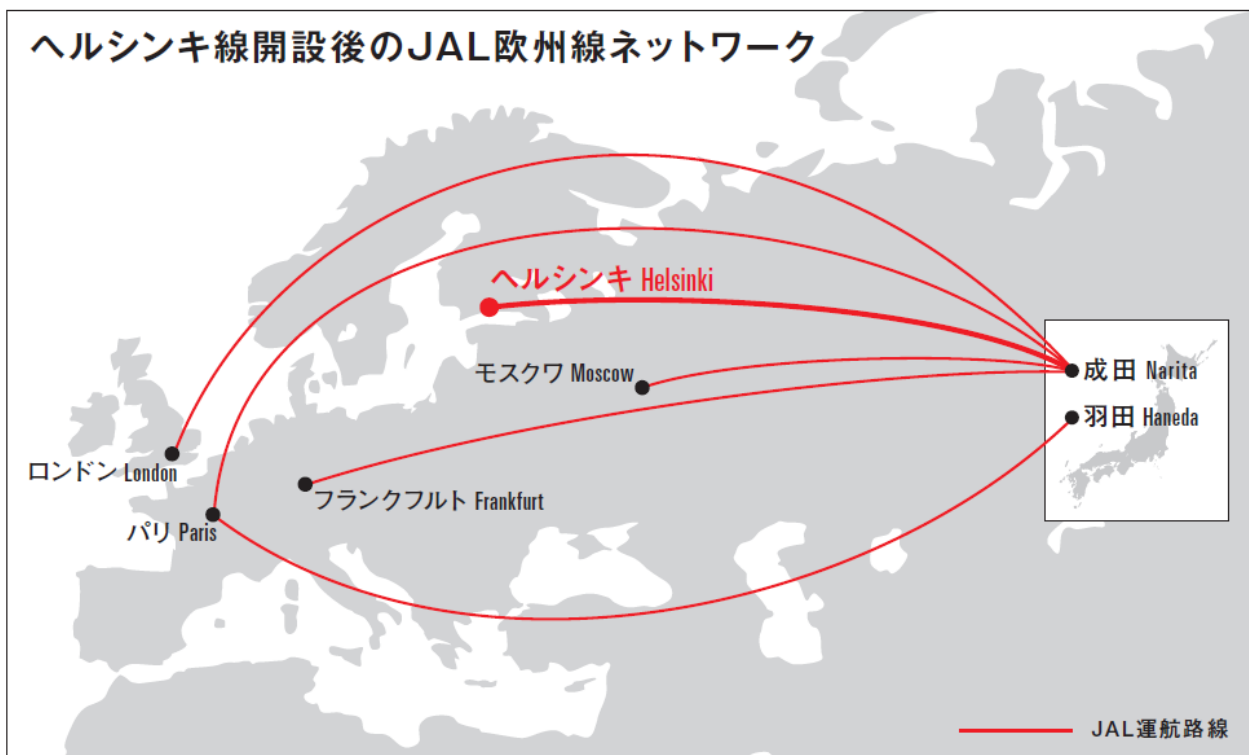 ヘルシンキ線開設後のJAL欧州線ネットワーク
ヘルシンキ Helsinki
モスクワ Moscow
成田 Narita
羽田 Haneda
ロンドン London
フランクフルト Frankfurt
パリ Paris
JAL運航路線